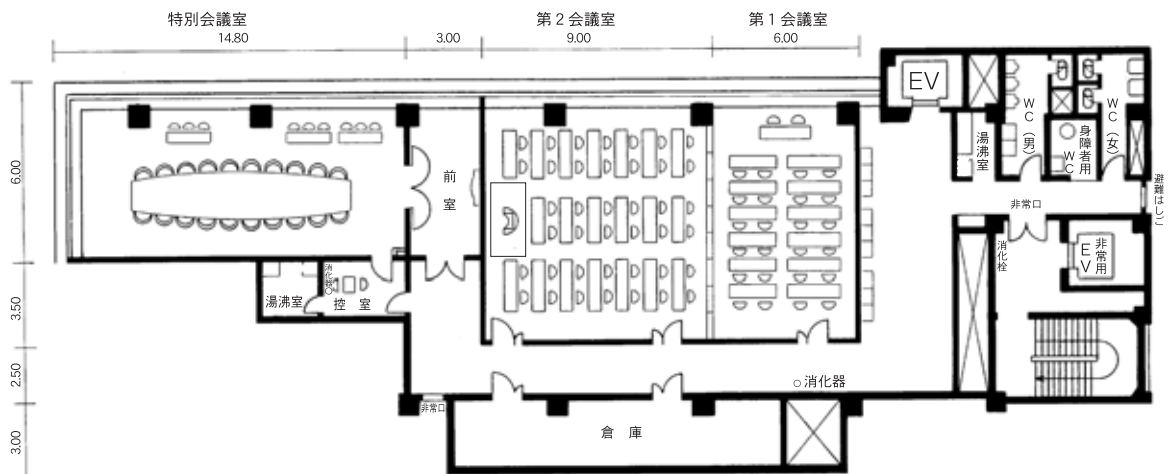 特別会議室
第2会議室
第1会議室
14.80
3.00
9.00
6.00
6.00
3.50
2.50
3.00
EV
WC（男）
WC（女）
湯沸室
身障者用
WC
前室
非常口
避難はしご
消化栓
非常用
EV
消化器○
湯沸室
控室
○消化器
非常口
倉庫